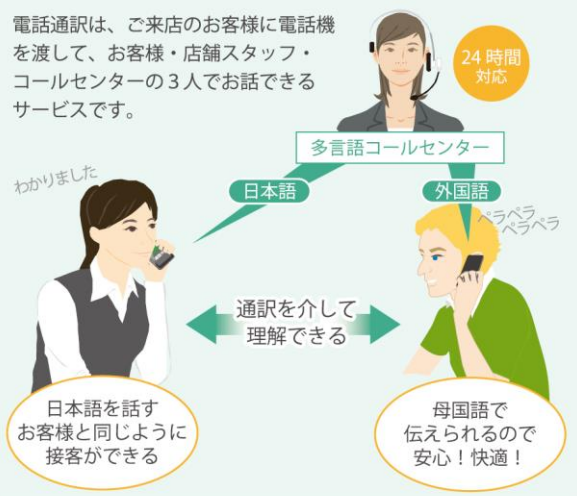 電話通訳は、ご来店のお客様に電話機
を渡して、お客様・店舗スタッフ・
コールセンターの3人でお話できる
サービスです。
24時間
対応
多言語コールセンター
わかりました
日本語
外国語
ペラペラ
ペラペラ
通訳を介して
理解できる
日本語を話す
お客様と同じように
接客ができる
母国語で
伝えられるので
安心！快適！